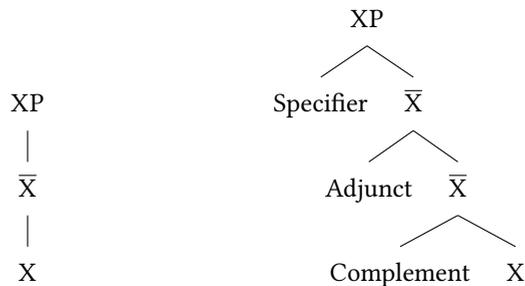 XP
XP
Specifier X̅
X̅
Adjunct X̅
X
Complement X